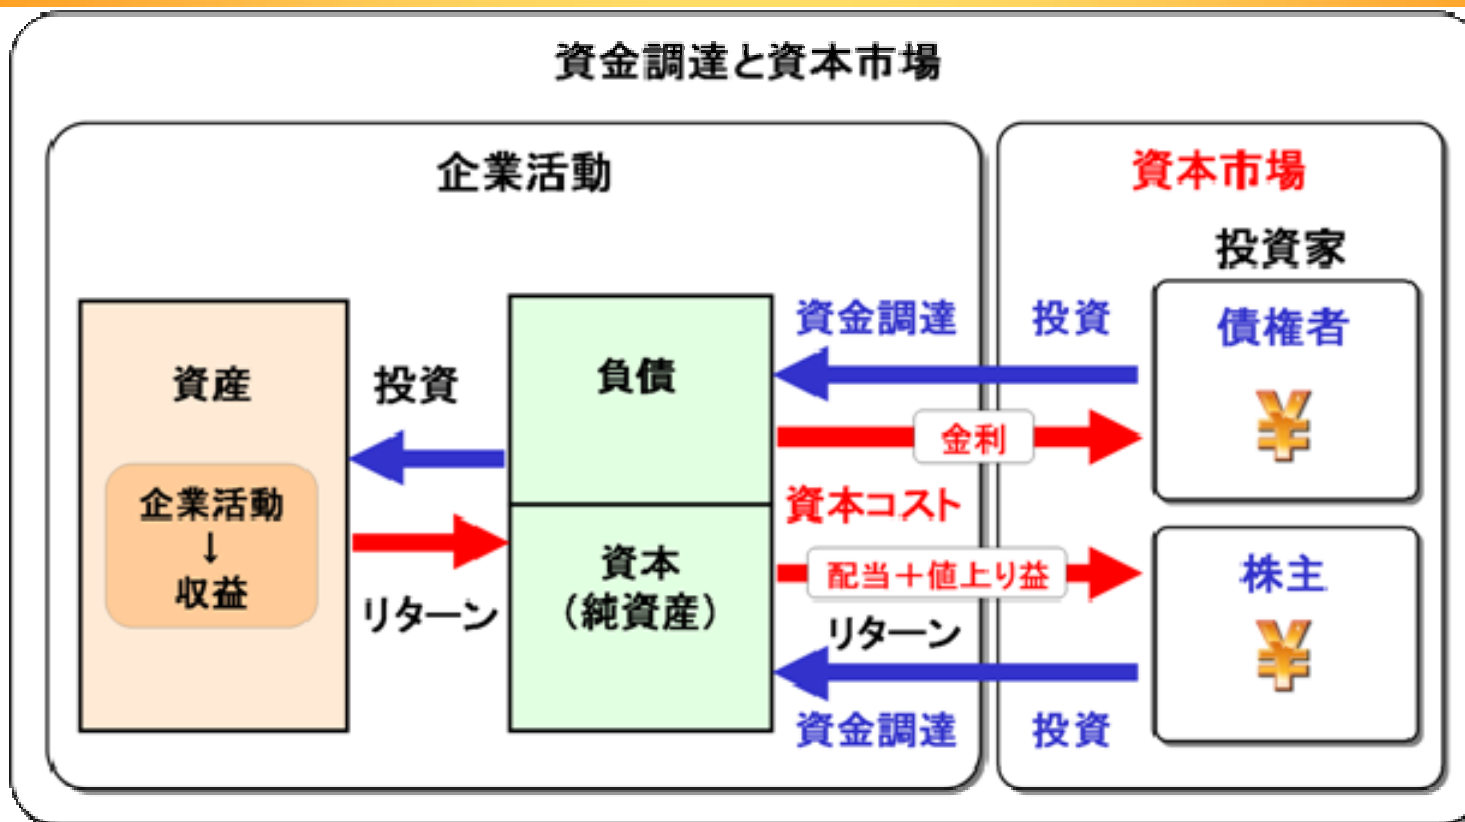 資金調達と資本市場
企業活動
資産
企業活動
↓
収益
投資
リターン
負債
資本
（純資産）
資金調達
投資
金利
資本コスト
配当＋値上り益
リターン
資金調達
投資
資本市場
投資家
債権者
¥
株主
¥